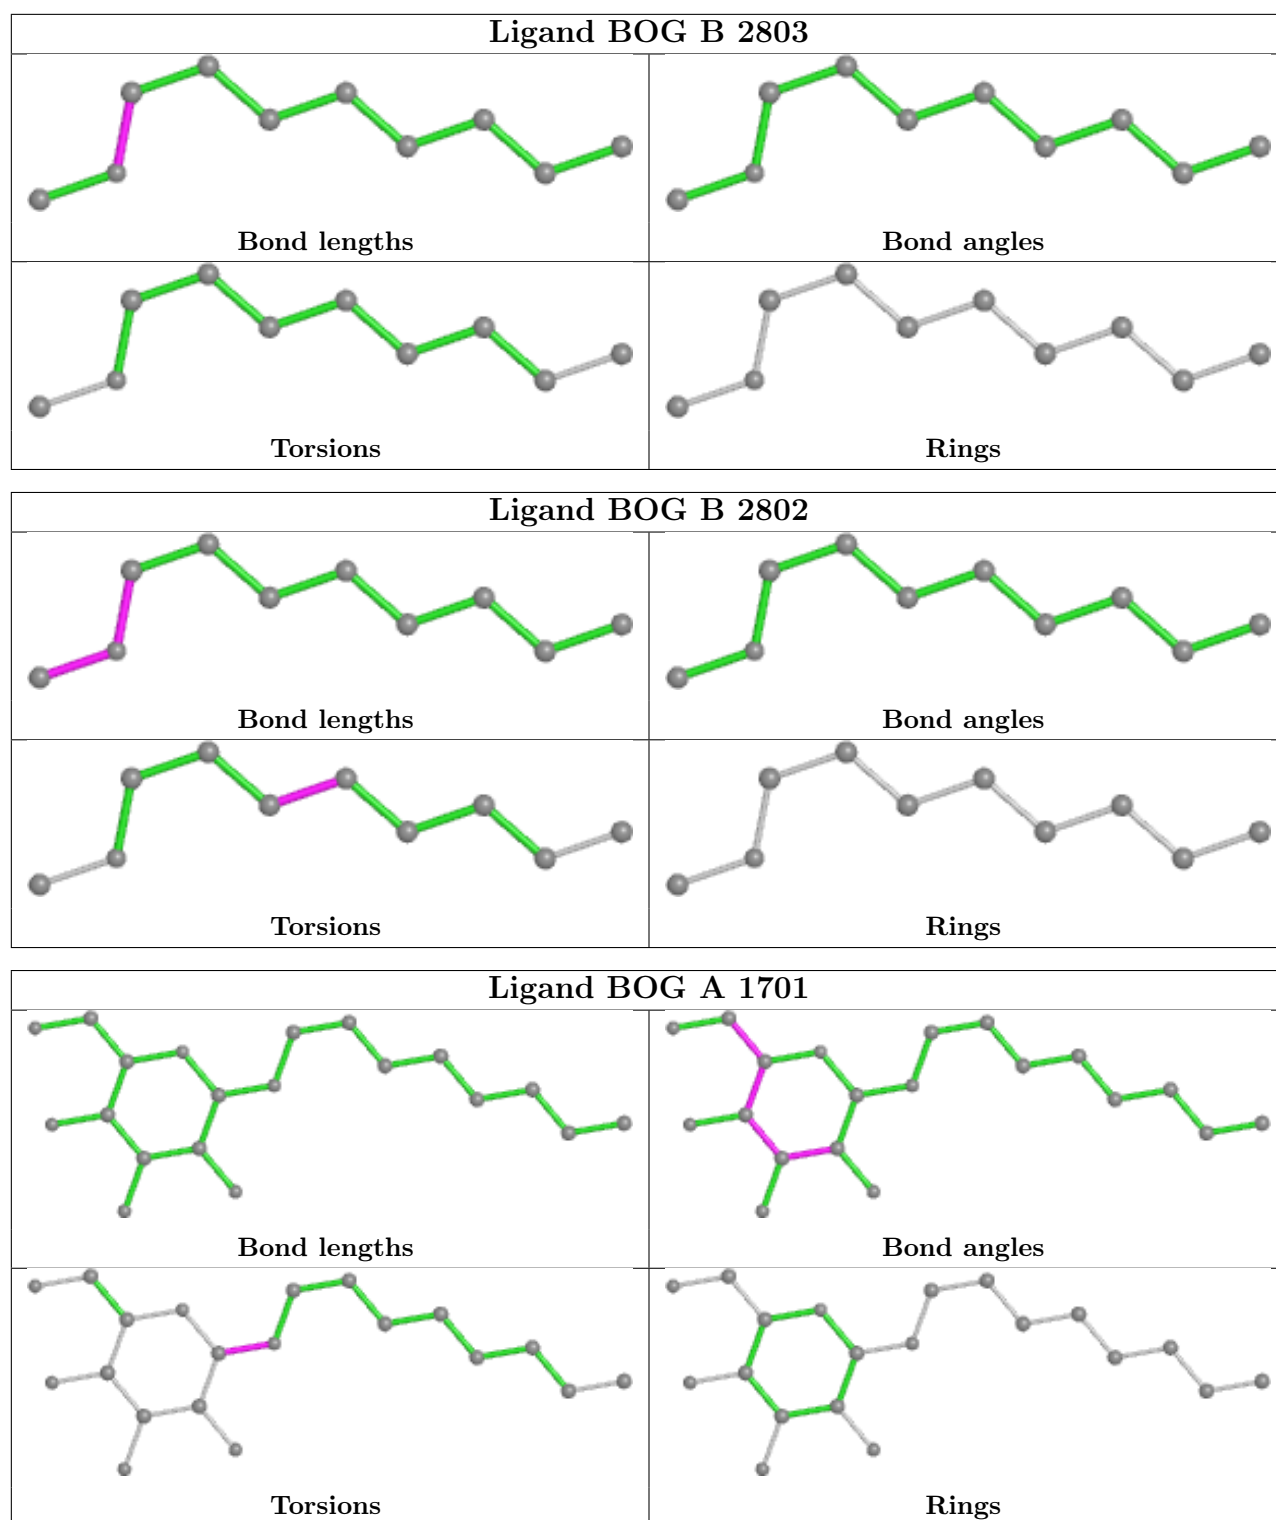 Ligand BOG B 2803
Bond lengths
Bond angles
Torsions
Rings
Ligand BOG B 2802
Bond lengths
Bond angles
Torsions
Rings
Ligand BOG A 1701
Bond lengths
Bond angles
Torsions
Rings